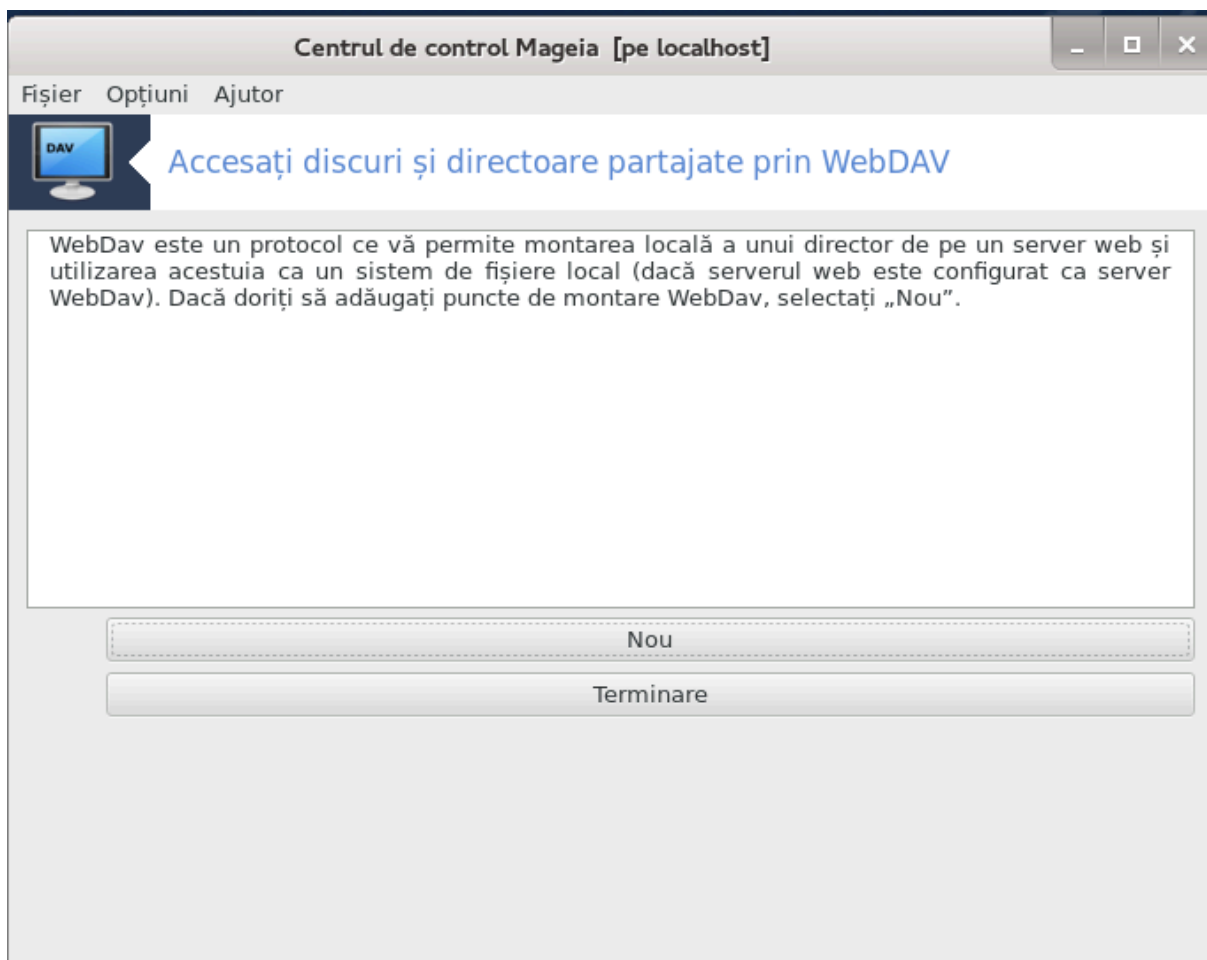 Centrul de control Mageia [pe localhost]
Fișier Opțiuni Ajutor
DAV
Accesați discuri și directoare partajate prin WebDAV
WebDav este un protocol ce vă permite montarea locală a unui director de pe un server web și
utilizarea acestuia ca un sistem de fișiere local (dacă serverul web este configurat ca server
WebDav). Dacă doriți să adăugați puncte de montare WebDav, selectați „Nou”.
Nou
Terminare